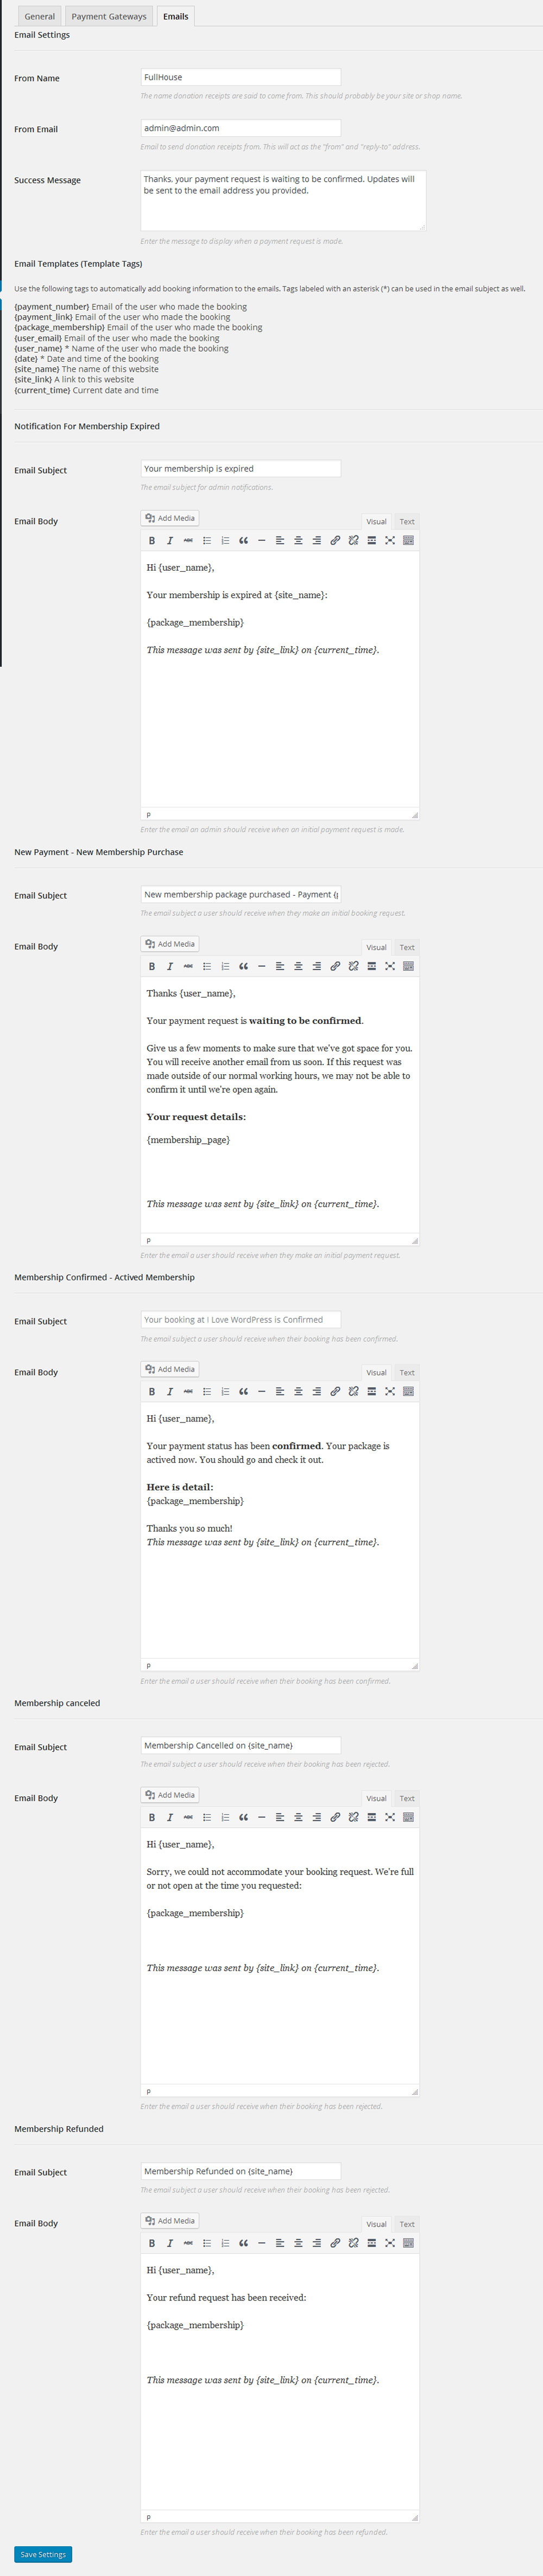 General Payment Gateways Emails
Email Settings
From Name FullHouse
The name donation receipts are said to come from. This should probably be your site or shop name.
From Email admin@admin.com
Email to send donation receipts from. This will act as the "from" and "reply-to" address.
Success Message Thanks, your payment request is waiting to be confirmed. Updates will
be sent to the email address you provided.
Enter the message to display when a payment request is made.
Email Templates (Template Tags)
Use the following tags to automatically add booking information to the emails. Tags labeled with an asterisk (*) can be used in the email subject as well.
{payment_number} Email of the user who made the booking
{payment_link} Email of the user who made the booking
{package_membership} Email of the user who made the booking
{user_email} Email of the user who made the booking
{user_name} * Name of the user who made the booking
{date} * Date and time of the booking
{site_name} The name of this website
{site_link} A link to this website
{current_time} Current date and time
Notification For Membership Expired
Email Subject Your membership is expired
The email subject for admin notifications.
Email Body Add Media Visual Text
B I ABC
Hi {user_name},
Your membership is expired at {site_name}:
{package_membership}
This message was sent by {site_link} on {current_time}.
p
Enter the email an admin should receive when an initial payment request is made.
New Payment - New Membership Purchase
Email Subject New membership package purchased - Payment {
The email subject a user should receive when they make an initial booking request.
Email Body Add Media Visual Text
B I ABC
Thanks {user_name},
Your payment request is waiting to be confirmed.
Give us a few moments to make sure that we've got space for you.
You will receive another email from us soon. If this request was
made outside of our normal working hours, we may not be able to
confirm it until we're open again.
Your request details:
{membership_page}
This message was sent by {site_link} on {current_time}.
p
Enter the email a user should receive when they make an initial payment request.
Membership Confirmed - Actived Membership
Email Subject Your booking at I Love WordPress is Confirmed
The email subject a user should receive when their booking has been confirmed.
Email Body Add Media Visual Text
B I ABC
Hi {user_name},
Your payment status has been confirmed. Your package is
actived now. You should go and check it out.
Here is detail:
{package_membership}
Thanks you so much!
This message was sent by {site_link} on {current_time}.
p
Enter the email a user should receive when their booking has been confirmed.
Membership canceled
Email Subject Membership Cancelled on {site_name}
The email subject a user should receive when their booking has been rejected.
Email Body Add Media Visual Text
B I ABC
Hi {user_name},
Sorry, we could not accommodate your booking request. We're full
or not open at the time you requested:
{package_membership}
This message was sent by {site_link} on {current_time}.
p
Enter the email a user should receive when their booking has been rejected.
Membership Refunded
Email Subject Membership Refunded on {site_name}
The email subject a user should receive when their booking has been rejected.
Email Body Add Media Visual Text
B I ABC
Hi {user_name},
Your refund request has been received:
{package_membership}
This message was sent by {site_link} on {current_time}.
p
Enter the email a user should receive when their booking has been refunded.
Save Settings